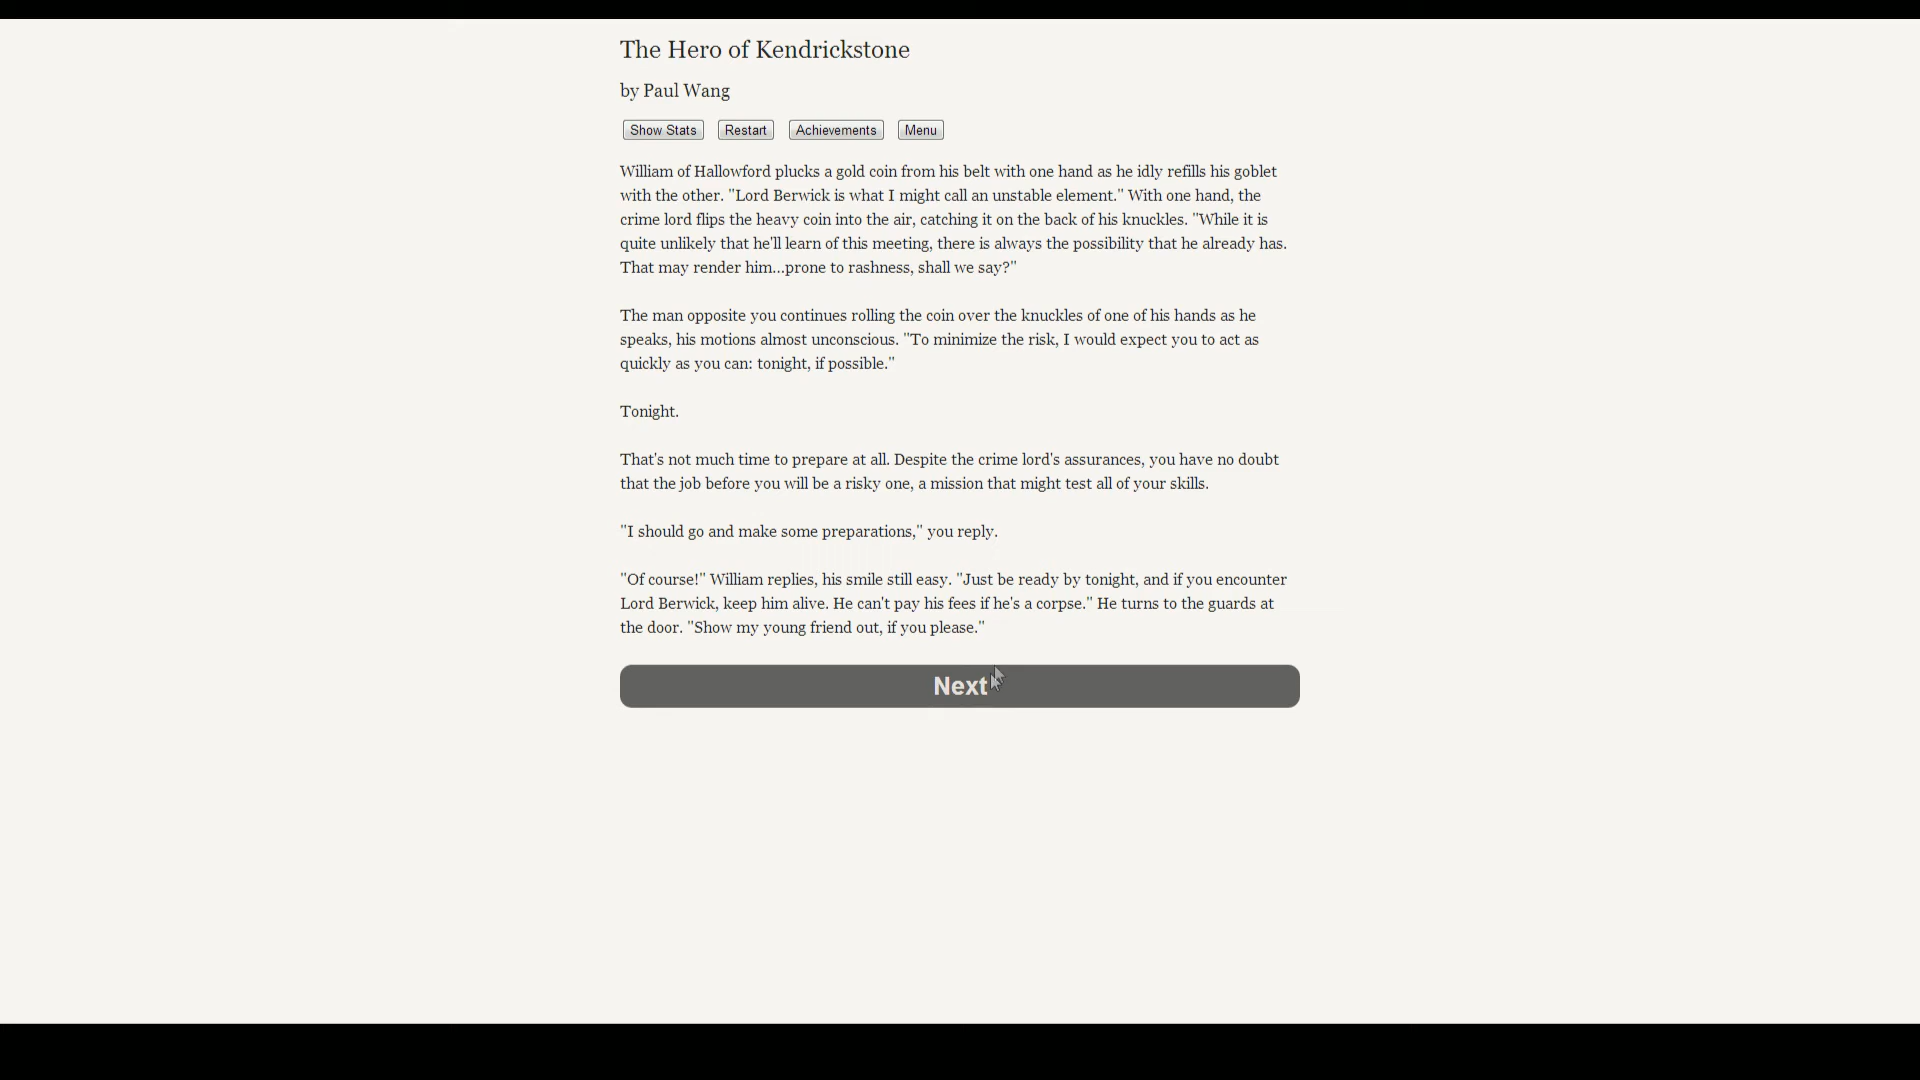 The Hero of Kendrickstone
by Paul Wang
Show Stats Restart Achievements Menu
William of Hallowford plucks a gold coin from his belt with one hand as he idly refills his goblet
with the other. "Lord Berwick is what I might call an unstable element." With one hand, the
crime lord flips the heavy coin into the air, catching it on the back of his knuckles. "While it is
quite unlikely that he'll learn of this meeting, there is always the possibility that he already has.
That may render him...prone to rashness, shall we say?"
The man opposite you continues rolling the coin over the knuckles of one of his hands as he
speaks, his motions almost unconscious. "To minimize the risk, I would expect you to act as
quickly as you can: tonight, if possible."
Tonight.
That's not much time to prepare at all. Despite the crime lord's assurances, you have no doubt
that the job before you will be a risky one, a mission that might test all of your skills.
"I should go and make some preparations," you reply.
"Of course!" William replies, his smile still easy. "Just be ready by tonight, and if you encounter
Lord Berwick, keep him alive. He can't pay his fees if he's a corpse." He turns to the guards at
the door. "Show my young friend out, if you please."
Next